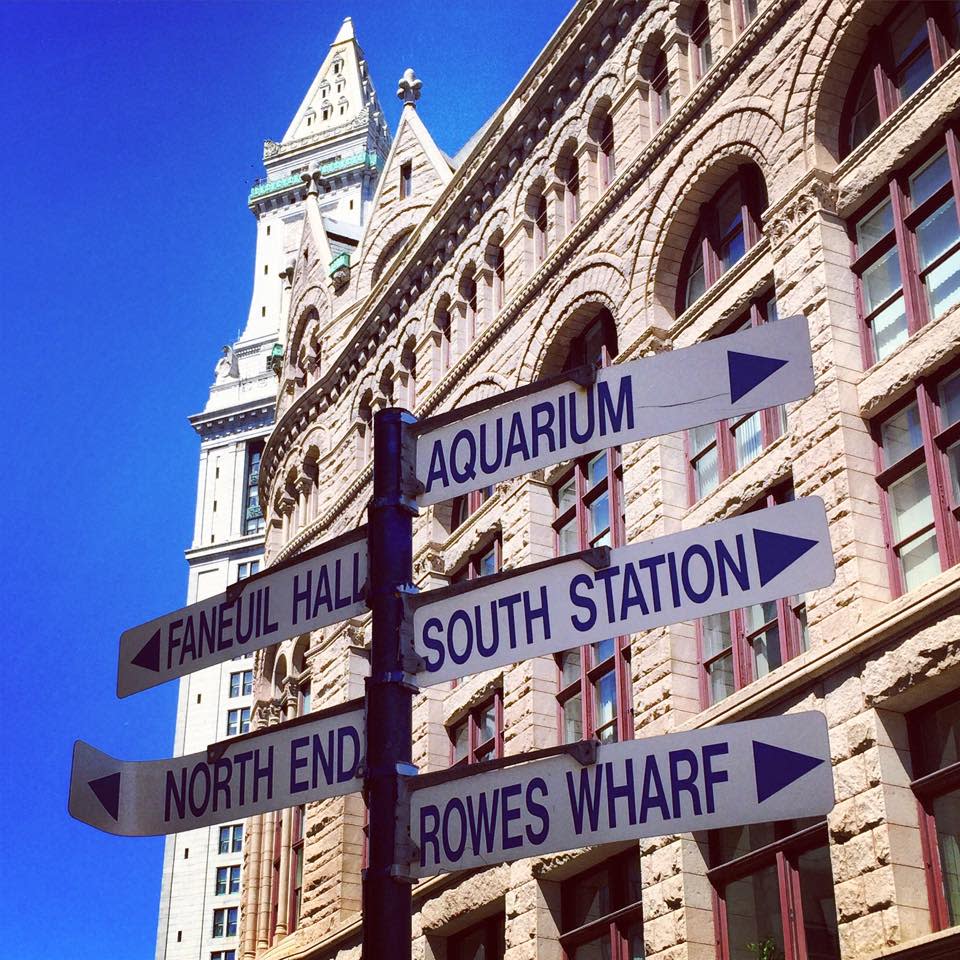 AQUARIUM
FANEUIL HALL
SOUTH STATION
NORTH END
ROWES WHARF